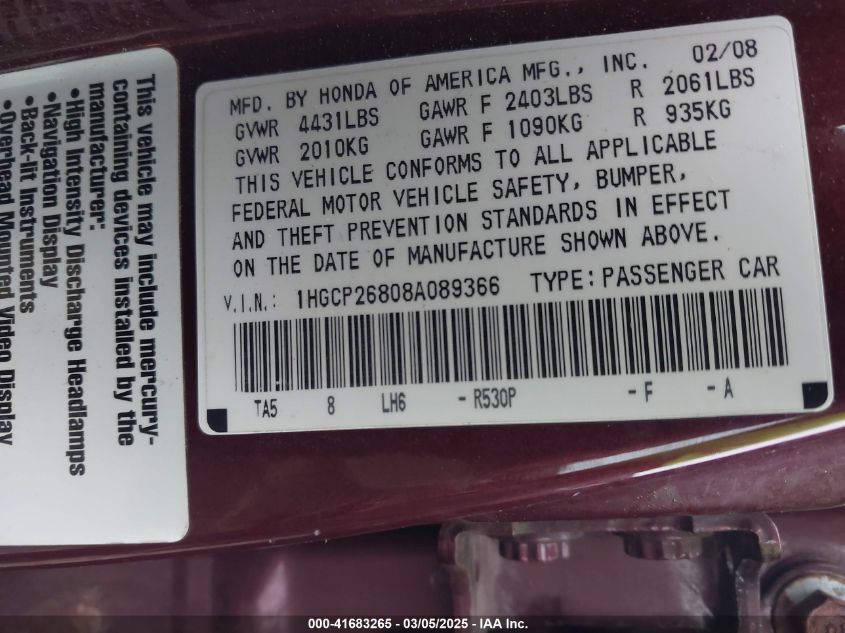 This vehicle may include mercury-
containing devices installed by the
manufacturer:
•High Intensity Discharge Headlamps
•Navigation Display
•Back-lit Instruments
•Overhead Mounted Video Display
MFD. BY HONDA OF AMERICA MFG., INC. 02/08
GVWR 4431LBS GAWR F 2403LBS R 2061LBS
GVWR 2010KG GAWR F 1090KG R 935KG
THIS VEHICLE CONFORMS TO ALL APPLICABLE
FEDERAL MOTOR VEHICLE SAFETY, BUMPER,
AND THEFT PREVENTION STANDARDS IN EFFECT
ON THE DATE OF MANUFACTURE SHOWN ABOVE.
V.I.N.: 1HGCP26808A089366 TYPE: PASSENGER CAR
TA5 8 LH6 - R530P - F - A
000-41683265 - 03/05/2025 - IAA Inc.